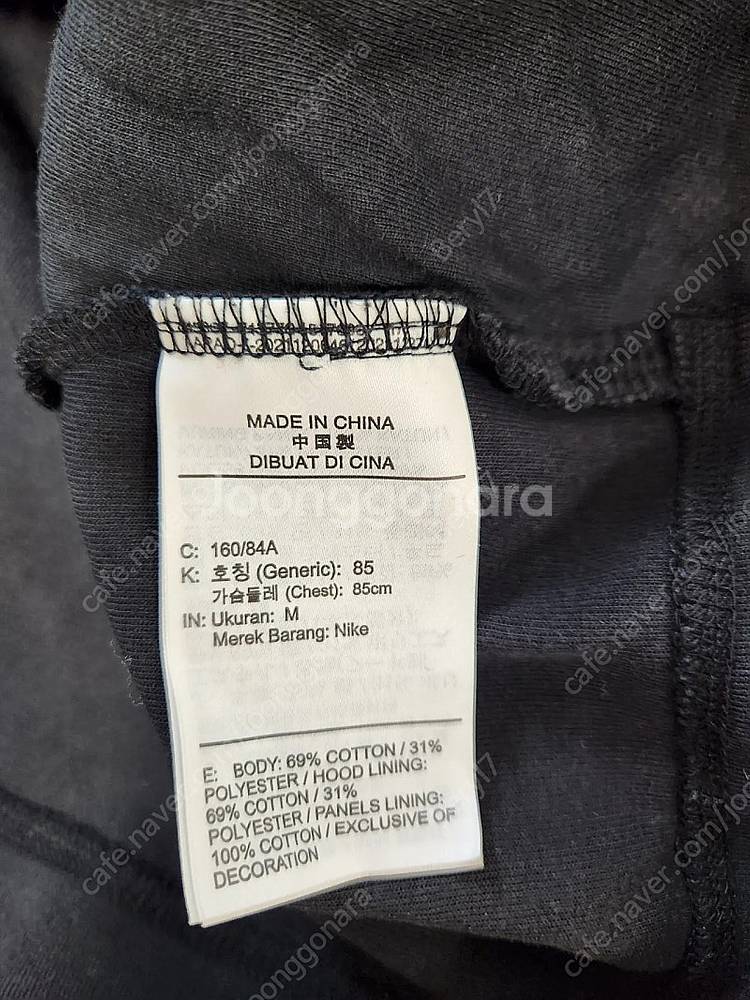 MADE IN CHINA
中国製
DIBUAT DI CINA
Joonggonara
C: 160/84A
K: 호칭 (Generic): 85
가슴둘레 (Chest): 85cm
IN: Ukuran: M
Merek Barang: Nike
E: BODY: 69% COTTON / 31%
POLYESTER / HOOD LINING:
69% COTTON / 31%
POLYESTER / PANELS LINING:
100% COTTON / EXCLUSIVE OF
DECORATION
cafe.naver.com/joonggonara
Bery17